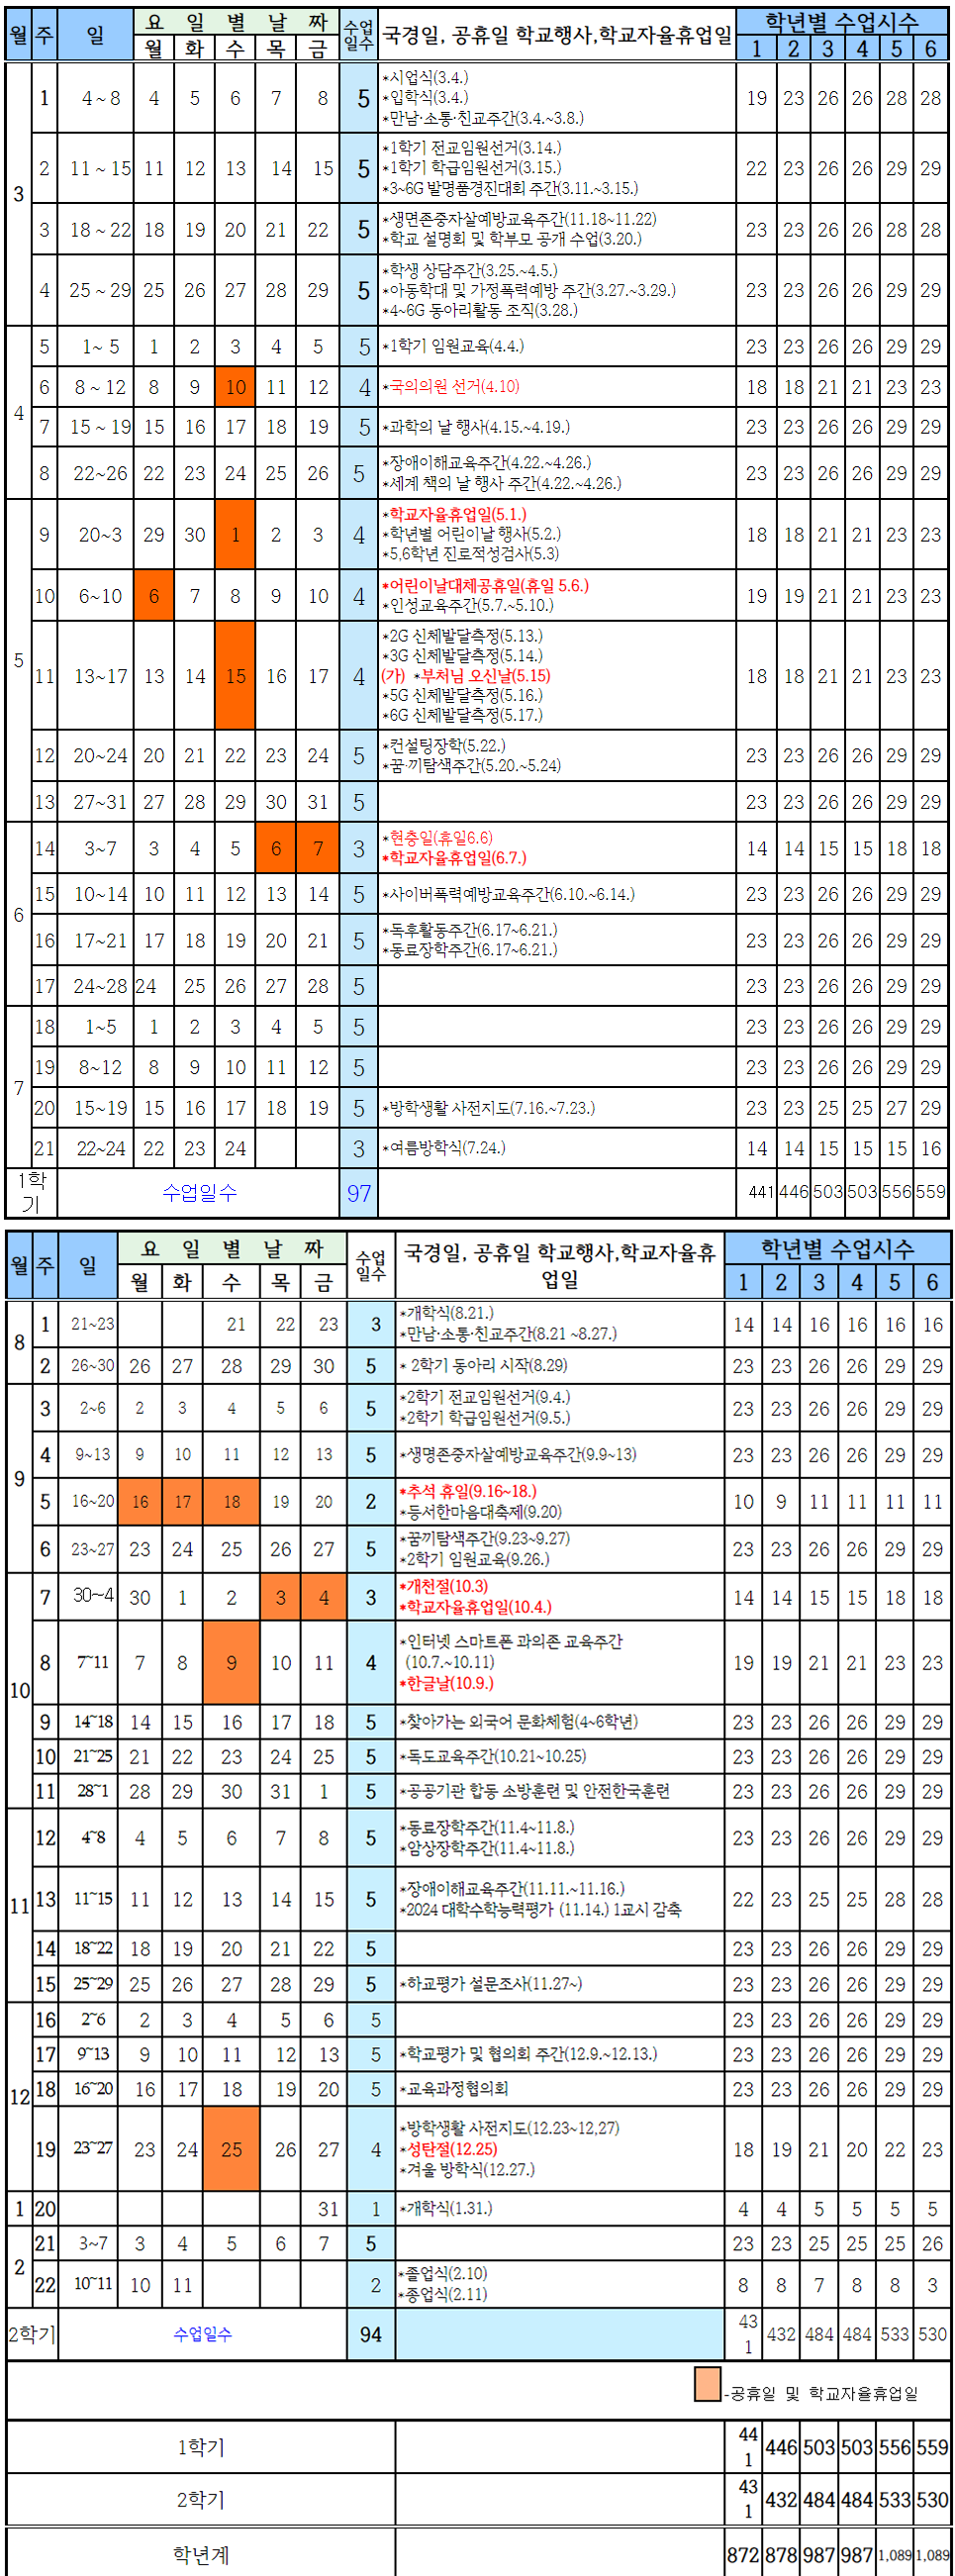 월 주 일 요 일 별 날 짜 수업일수 국경일, 공휴일 학교행사,학교자율휴업일 학년별 수업시수
월 화 수 목 금 1 2 3 4 5 6
3 1 4~8 4 5 6 7 8 5 *시업식(3.4.) 19 23 26 26 28 28
*입학식(3.4.)
*만남·소통·친교주간(3.4.~3.8.)
2 11~15 11 12 13 14 15 5 *1학기 전교임원선거(3.14.) 22 23 26 26 29 29
*1학기 학급임원선거(3.15.)
*3~6G 발명품경진대회 주간(3.11.~3.15.)
3 18~22 18 19 20 21 22 5 *생면존중자살예방교육주간(11.18~11.22) 23 23 26 26 28 28
*학교 설명회 및 학부모 공개 수업(3.20.)
4 25~29 25 26 27 28 29 5 *학생 상담주간(3.25.~4.5.) 23 23 26 26 29 29
*아동학대 및 가정폭력예방 주간(3.27.~3.29.)
*4~6G 동아리활동 조직(3.28.)
4 5 1~ 5 1 2 3 4 5 5 *1학기 임원교육(4.4.) 23 23 26 26 29 29
6 8~12 8 9 10 11 12 4 *국의의원 선거(4.10) 18 18 21 21 23 23
7 15~19 15 16 17 18 19 5 *과학의 날 행사(4.15.~4.19.) 23 23 26 26 29 29
8 22~26 22 23 24 25 26 5 *장애이해교육주간(4.22.~4.26.) 23 23 26 26 29 29
*세계 책의 날 행사 주간(4.22.~4.26.)
5 9 20~3 29 30 1 2 3 4 *학교자율휴업일(5.1.) 18 18 21 21 23 23
*학년별 어린이날 행사(5.2.)
*5,6학년 진로적성검사(5.3)
10 6~10 6 7 8 9 10 4 *어린이날대체공휴일(휴일 5.6.) 19 19 21 21 23 23
*인성교육주간(5.7.~5.10.)
11 13~17 13 14 15 16 17 4 *2G 신체발달측정(5.13.) 18 18 21 21 23 23
*3G 신체발달측정(5.14.)
(가) *부처님 오신날(5.15)
*5G 신체발달측정(5.16.)
*6G 신체발달측정(5.17.)
12 20~24 20 21 22 23 24 5 *컨설팅장학(5.22.) 23 23 26 26 29 29
*꿈·끼탐색주간(5.20.~5.24)
13 27~31 27 28 29 30 31 5 23 23 26 26 29 29
6 14 3~7 3 4 5 6 7 3 *현충일(휴일6.6) 14 14 15 15 18 18
*학교자율휴업일(6.7.)
15 10~14 10 11 12 13 14 5 *사이버폭력예방교육주간(6.10.~6.14.) 23 23 26 26 29 29
16 17~21 17 18 19 20 21 5 *독후활동주간(6.17~6.21.) 23 23 26 26 29 29
*동료장학주간(6.17~6.21.)
17 24~28 24 25 26 27 28 5 23 23 26 26 29 29
7 18 1~5 1 2 3 4 5 5 23 23 26 26 29 29
19 8~12 8 9 10 11 12 5 23 23 26 26 29 29
20 15~19 15 16 17 18 19 5 *방학생활 사전지도(7.16.~7.23.) 23 23 25 25 27 29
21 22~24 22 23 24 3 *여름방학식(7.24.) 14 14 15 15 15 16
1학기 수업일수 97 441 446 503 503 556 559
월 주 일 요 일 별 날 짜 수업일수 국경일, 공휴일 학교행사,학교자율휴업일 학년별 수업시수
월 화 수 목 금 1 2 3 4 5 6
8 1 21~23 21 22 23 3 *개학식(8.21.) 14 14 16 16 16 16
*만남·소통·친교주간(8.21 ~8.27.)
2 26~30 26 27 28 29 30 5 * 2학기 동아리 시작(8.29) 23 23 26 26 29 29
9 3 2~6 2 3 4 5 6 5 *2학기 전교임원선거(9.4.) 23 23 26 26 29 29
*2학기 학급임원선거(9.5.)
4 9~13 9 10 11 12 13 5 *생명존중자살예방교육주간(9.9~13) 23 23 26 26 29 29
5 16~20 16 17 18 19 20 2 *추석 휴일(9.16~18.) 10 9 11 11 11 11
*등서한마음대축제(9.20)
6 23~27 23 24 25 26 27 5 *꿈끼탐색주간(9.23~9.27) 23 23 26 26 29 29
*2학기 임원교육(9.26.)
10 7 30~4 30 1 2 3 4 3 *개천절(10.3) 14 14 15 15 18 18
*학교자율휴업일(10.4.)
8 7~11 7 8 9 10 11 4 *인터넷 스마트폰 과의존 교육주간 19 19 21 21 23 23
(10.7.~10.11)
*한글날(10.9.)
9 14~18 14 15 16 17 18 5 *찾아가는 외국어 문화체험(4~6학년) 23 23 26 26 29 29
10 21~25 21 22 23 24 25 5 *독도교육주간(10.21~10.25) 23 23 26 26 29 29
11 28~1 28 29 30 31 1 5 *공공기관 합동 소방훈련 및 안전한국훈련 23 23 26 26 29 29
11 12 4~8 4 5 6 7 8 5 *동료장학주간(11.4~11.8.) 23 23 26 26 29 29
*암상장학주간(11.4~11.8.)
13 11~15 11 12 13 14 15 5 *장애이해교육주간(11.11.~11.16.) 22 23 25 25 28 28
*2024 대학수학능력평가 (11.14.) 1교시 감축
14 18~22 18 19 20 21 22 5 23 23 26 26 29 29
15 25~29 25 26 27 28 29 5 *하교평가 설문조사(11.27~) 23 23 26 26 29 29
12 16 2~6 2 3 4 5 6 5 23 23 26 26 29 29
17 9~13 9 10 11 12 13 5 *학교평가 및 협의회 주간(12.9.~12.13.) 23 23 26 26 29 29
18 16~20 16 17 18 19 20 5 *교육과정협의회 23 23 26 26 29 29
19 23~27 23 24 25 26 27 4 *방학생활 사전지도(12.23~12,27) 18 19 21 20 22 23
*성탄절(12.25)
*겨울 방학식(12.27.)
1 20 31 1 *개학식(1.31.) 4 4 5 5 5 5
2 21 3~7 3 4 5 6 7 5 23 23 25 25 25 26
22 10~11 10 11 2 *졸업식(2.10) 8 8 7 8 8 3
*종업식(2.11)
2학기 수업일수 94 431 432 484 484 533 530
-공휴일 및 학교자율휴업일
1학기 441 446 503 503 556 559
2학기 431 432 484 484 533 530
학년계 872 878 987 987 1,089 1,089